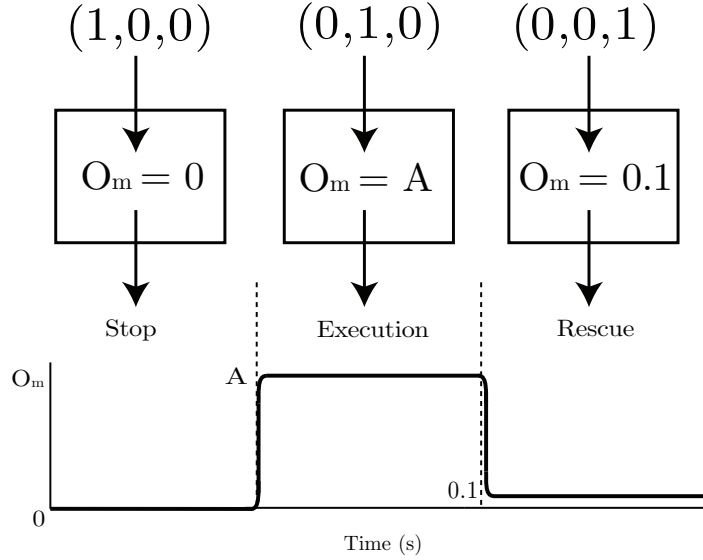 (1,0,0) (0,1,0) (0,0,1)
Om = 0 Om = A Om = 0.1
Stop Execution Rescue
Om A
0.1
0
Time (s)